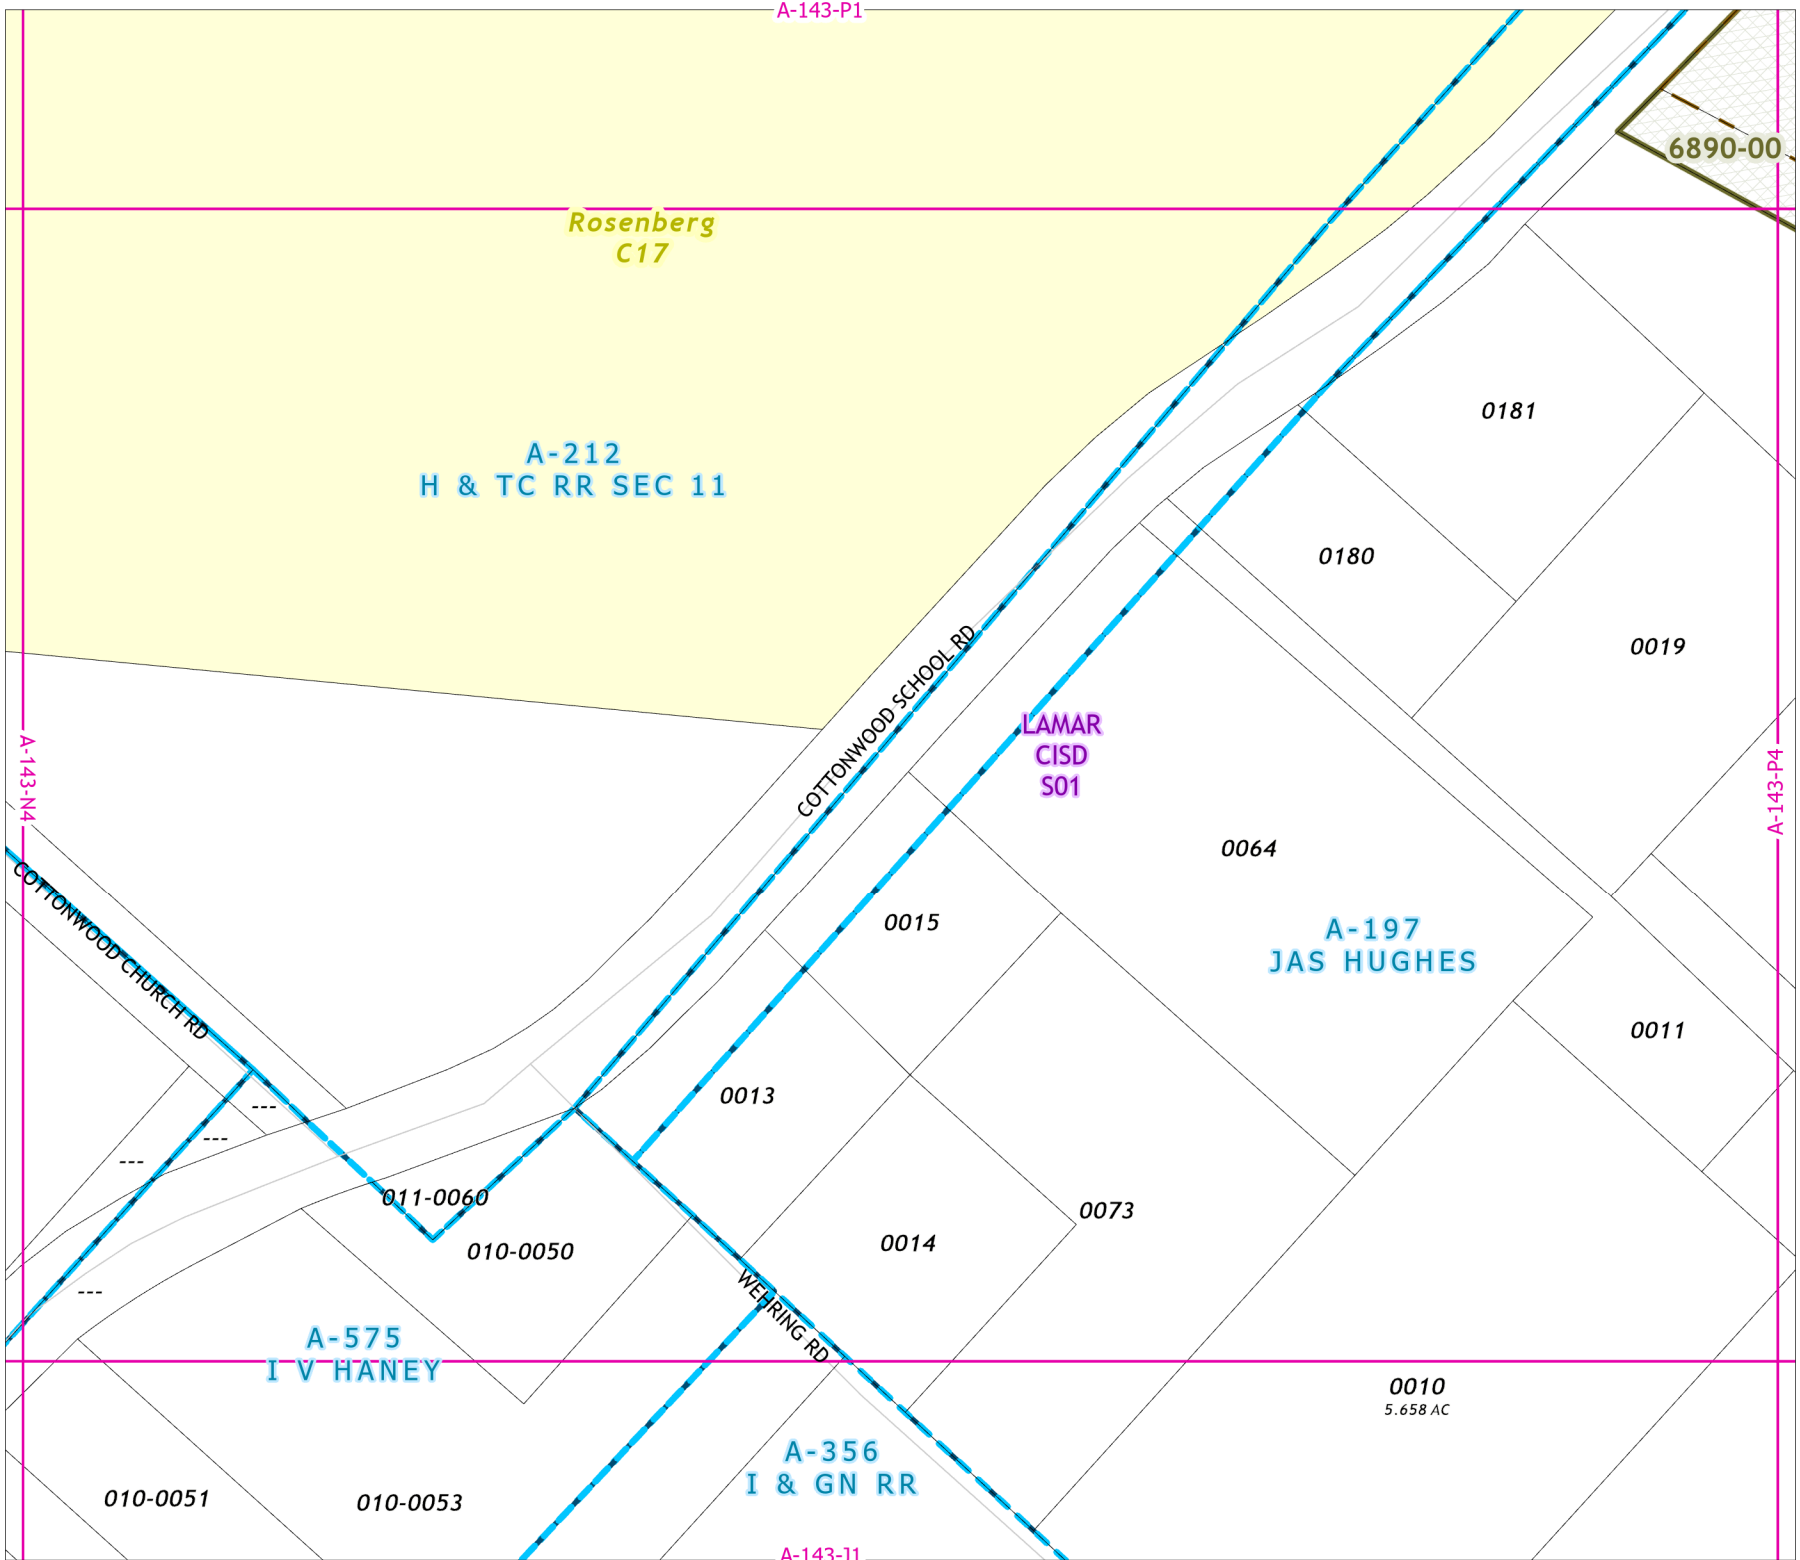 A-143-P1
6890-00
Rosenberg
C17
0181
A-212
H & TC RR SEC 11
0180
0019
COTTONWOOD SCHOOL RD
LAMAR
CISD
S01
A-143-N4
A-143-P4
0064
COTTONWOOD CHURCH RD
0015
A-197
JAS HUGHES
0011
0013
---
---
---
011-0060
0073
0014
010-0050
---
WEHRING RD
A-575
I V HANEY
0010
5.658 AC
A-356
I & GN RR
010-0051
010-0053
A-143-J1